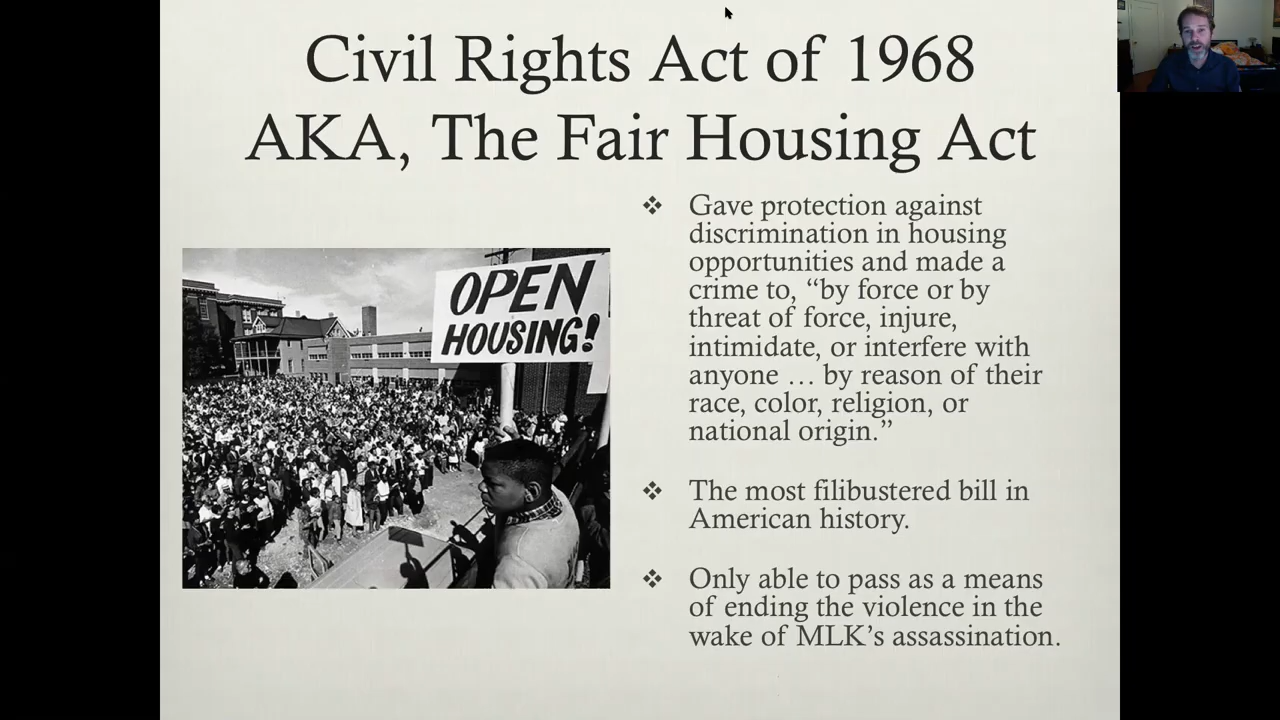 Civil Rights Act of 1968
AKA, The Fair Housing Act
OPEN
HOUSING!
❖ Gave protection against
discrimination in housing
opportunities and made a
crime to, “by force or by
threat of force, injure,
intimidate, or interfere with
anyone … by reason of their
race, color, religion, or
national origin.”
❖ The most filibustered bill in
American history.
❖ Only able to pass as a means
of ending the violence in the
wake of MLK’s assassination.